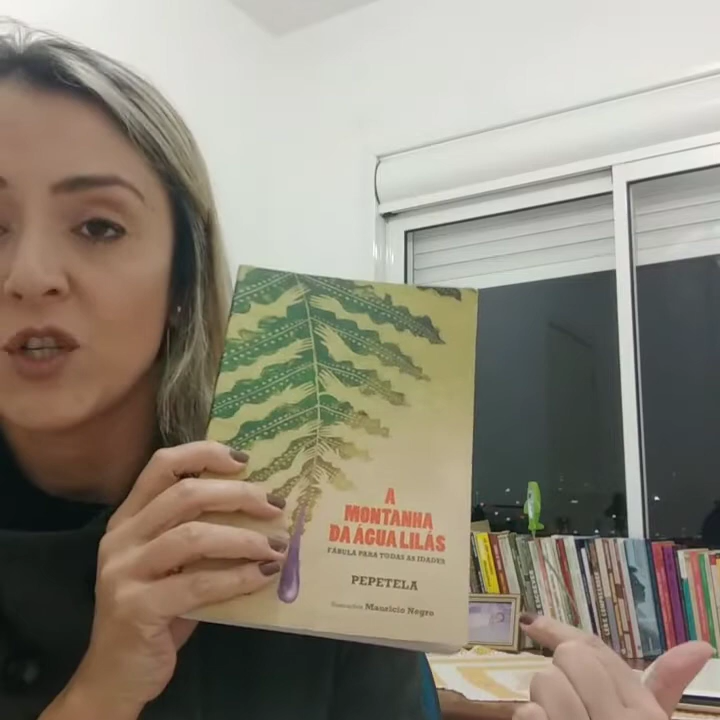 A
MONTANHA
DA ÁGUA LILÁS
FÁBULA PARA TODAS AS IDADES
PEPETELA
Ilustrações Maurício Negro